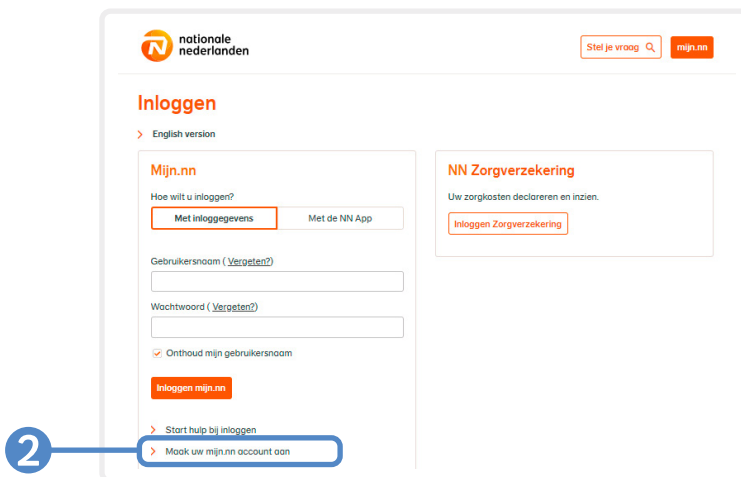 nationale
nederlanden
Stel je vraag
mijn.nn
Inloggen
English version
Mijn.nn
Hoe wilt u inloggen?
Met inloggegevens
Met de NN App
Gebruikersnaam ( Vergeten?)
Wachtwoord ( Vergeten?)
Onthoud mijn gebruikersnaam
Inloggen mijn.nn
Start hulp bij inloggen
2
Maak uw mijn.nn account aan
NN Zorgverzekering
Uw zorgkosten declareren en inzien.
Inloggen Zorgverzekering